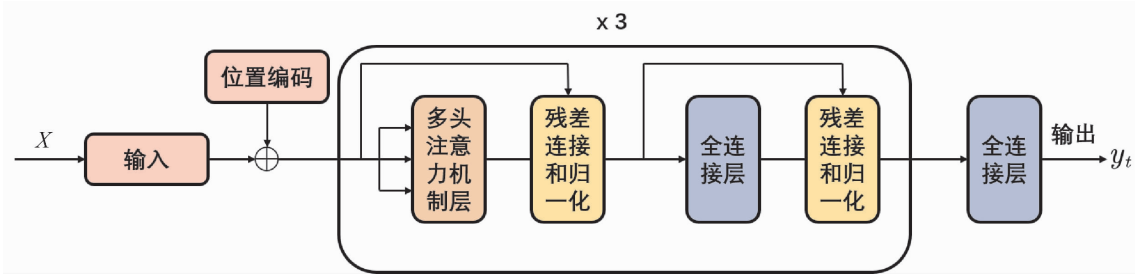 x 3
位置编码
X
输入
多头
注意
力机
制层
残差
连接
和归
一化
全连
接层
残差
连接
和归
一化
全连
接层
输出
y_t